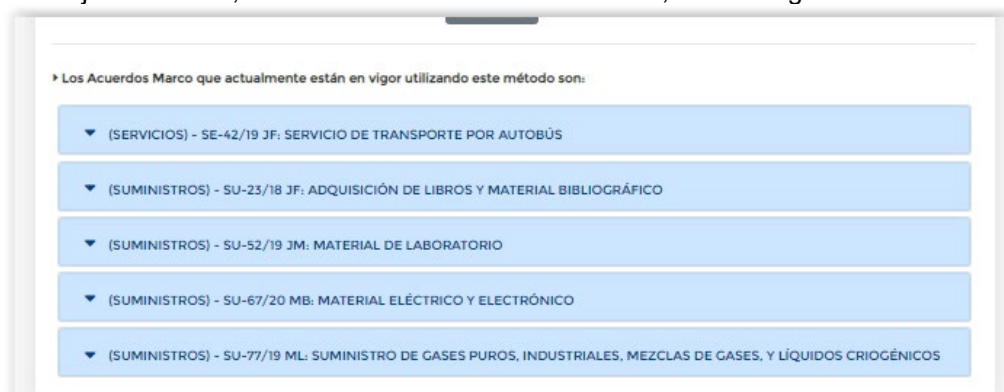 Los Acuerdos Marco que actualmente están en vigor utilizando este método son:
(SERVICIOS) - SE-42/19 JF: SERVICIO DE TRANSPORTE POR AUTOBÚS
(SUMINISTROS) - SU-23/18 JF: ADQUISICIÓN DE LIBROS Y MATERIAL BIBLIOGRÁFICO
(SUMINISTROS) - SU-52/19 JM: MATERIAL DE LABORATORIO
(SUMINISTROS) - SU-67/20 MB: MATERIAL ELÉCTRICO Y ELECTRÓNICO
(SUMINISTROS) - SU-77/19 ML: SUMINISTRO DE GASES PUROS, INDUSTRIALES, MEZCLAS DE GASES, Y LÍQUIDOS CRIOGÉNICOS